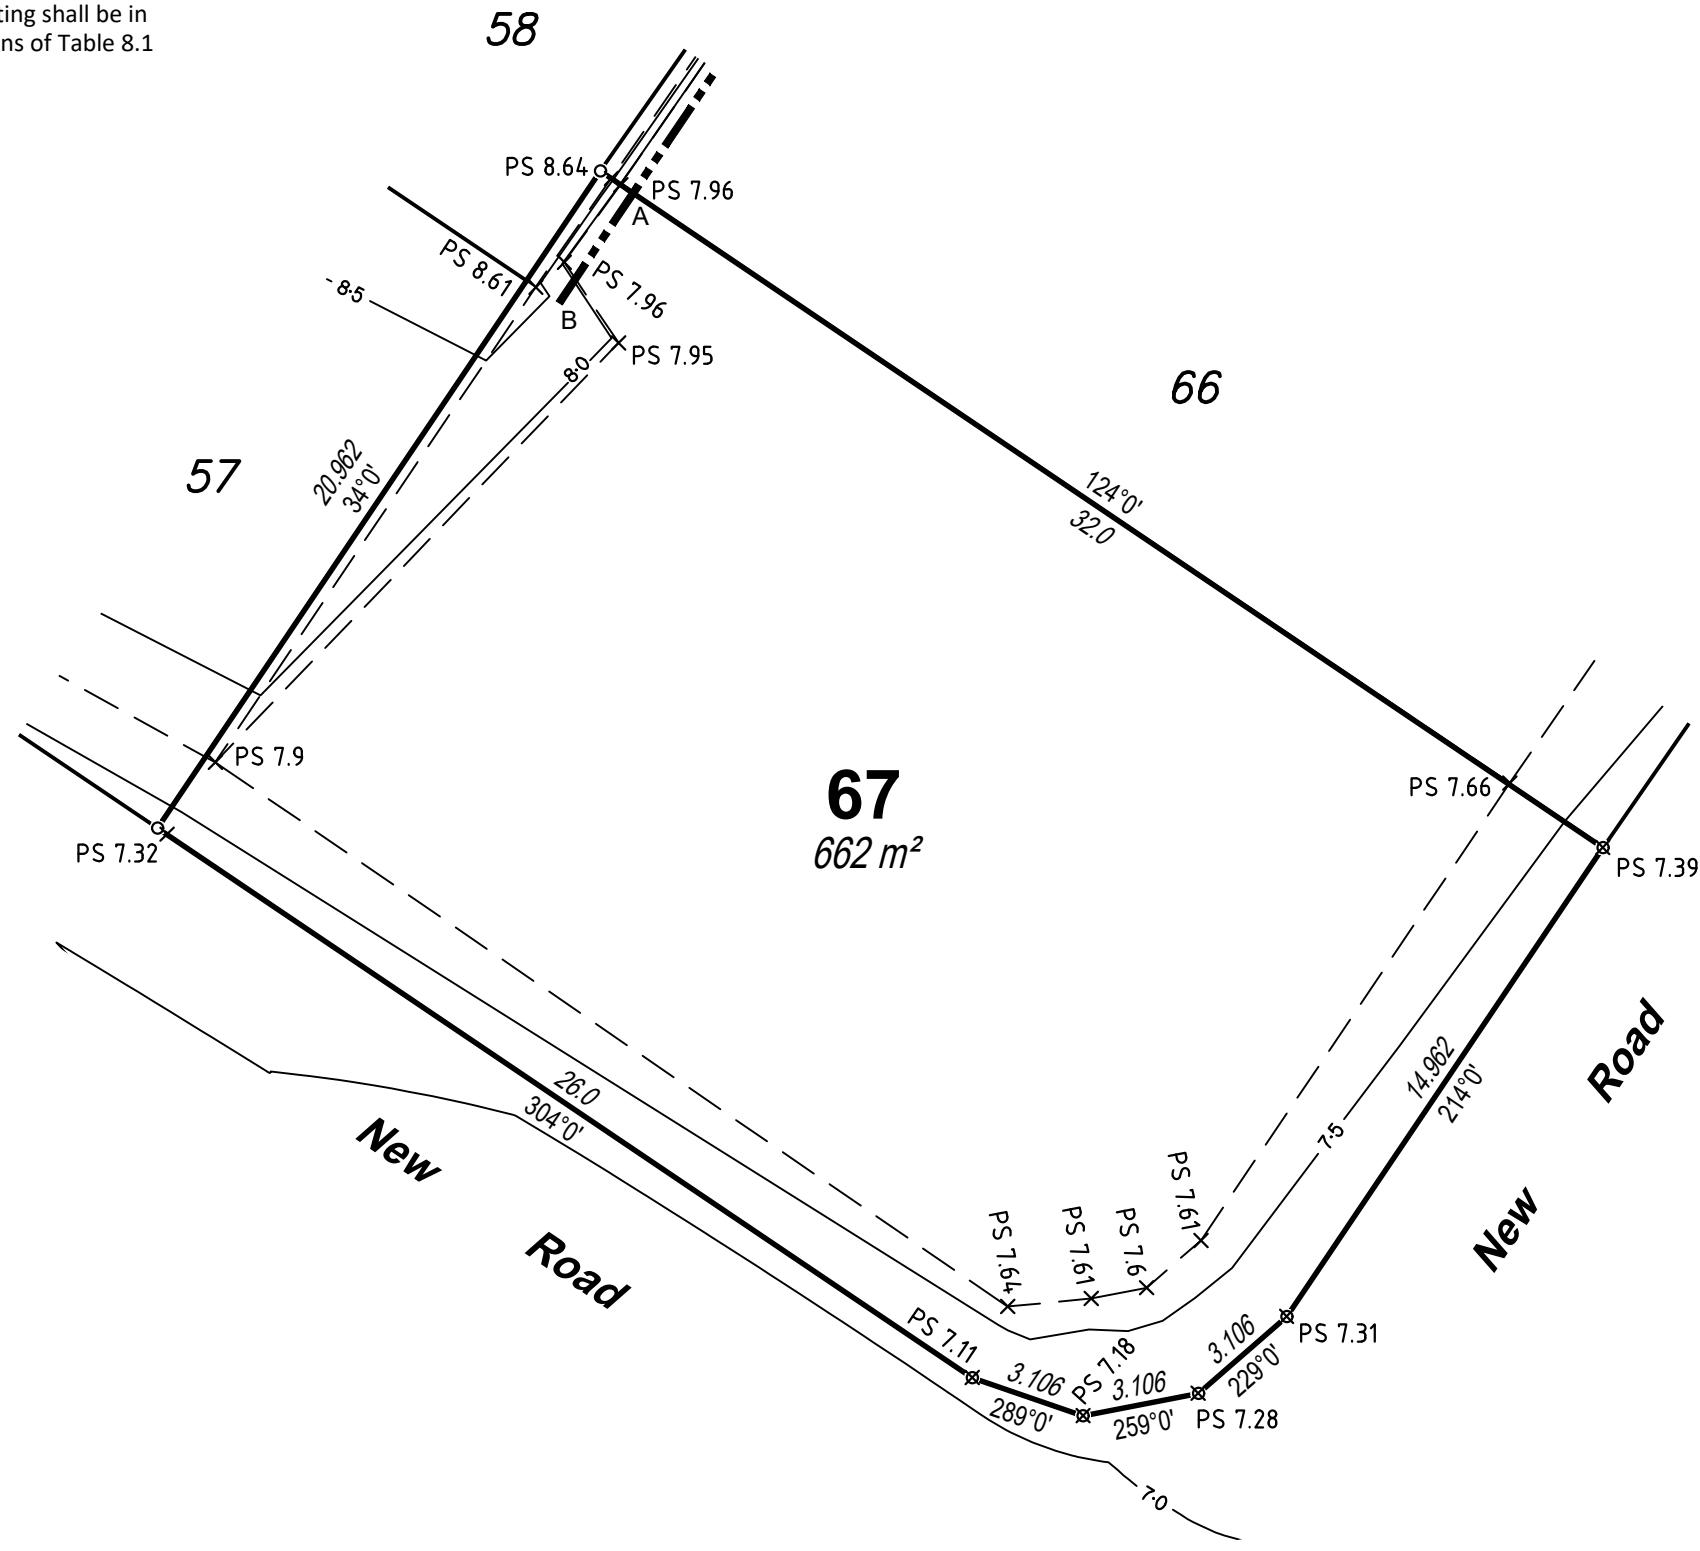 ting shall be in
ns of Table 8.1
58
PS 8.64
PS 7.96
A
PS 8.61
PS 7.96
-8·5
B
PS 7.95
8·0
66
57
20.962
34°0'
124°0'
32.0
PS 7.9
67
662 m²
PS 7.66
PS 7.32
PS 7.39
26.0
304°0'
New
Road
14.962
214°0'
Road
New
7·5
PS 7.64
PS 7.61
PS 7.6
PS 7.61
PS 7.11
PS 7.18
PS 7.31
3.106
289°0'
3.106
259°0'
3.106
229°0'
PS 7.28
7·0